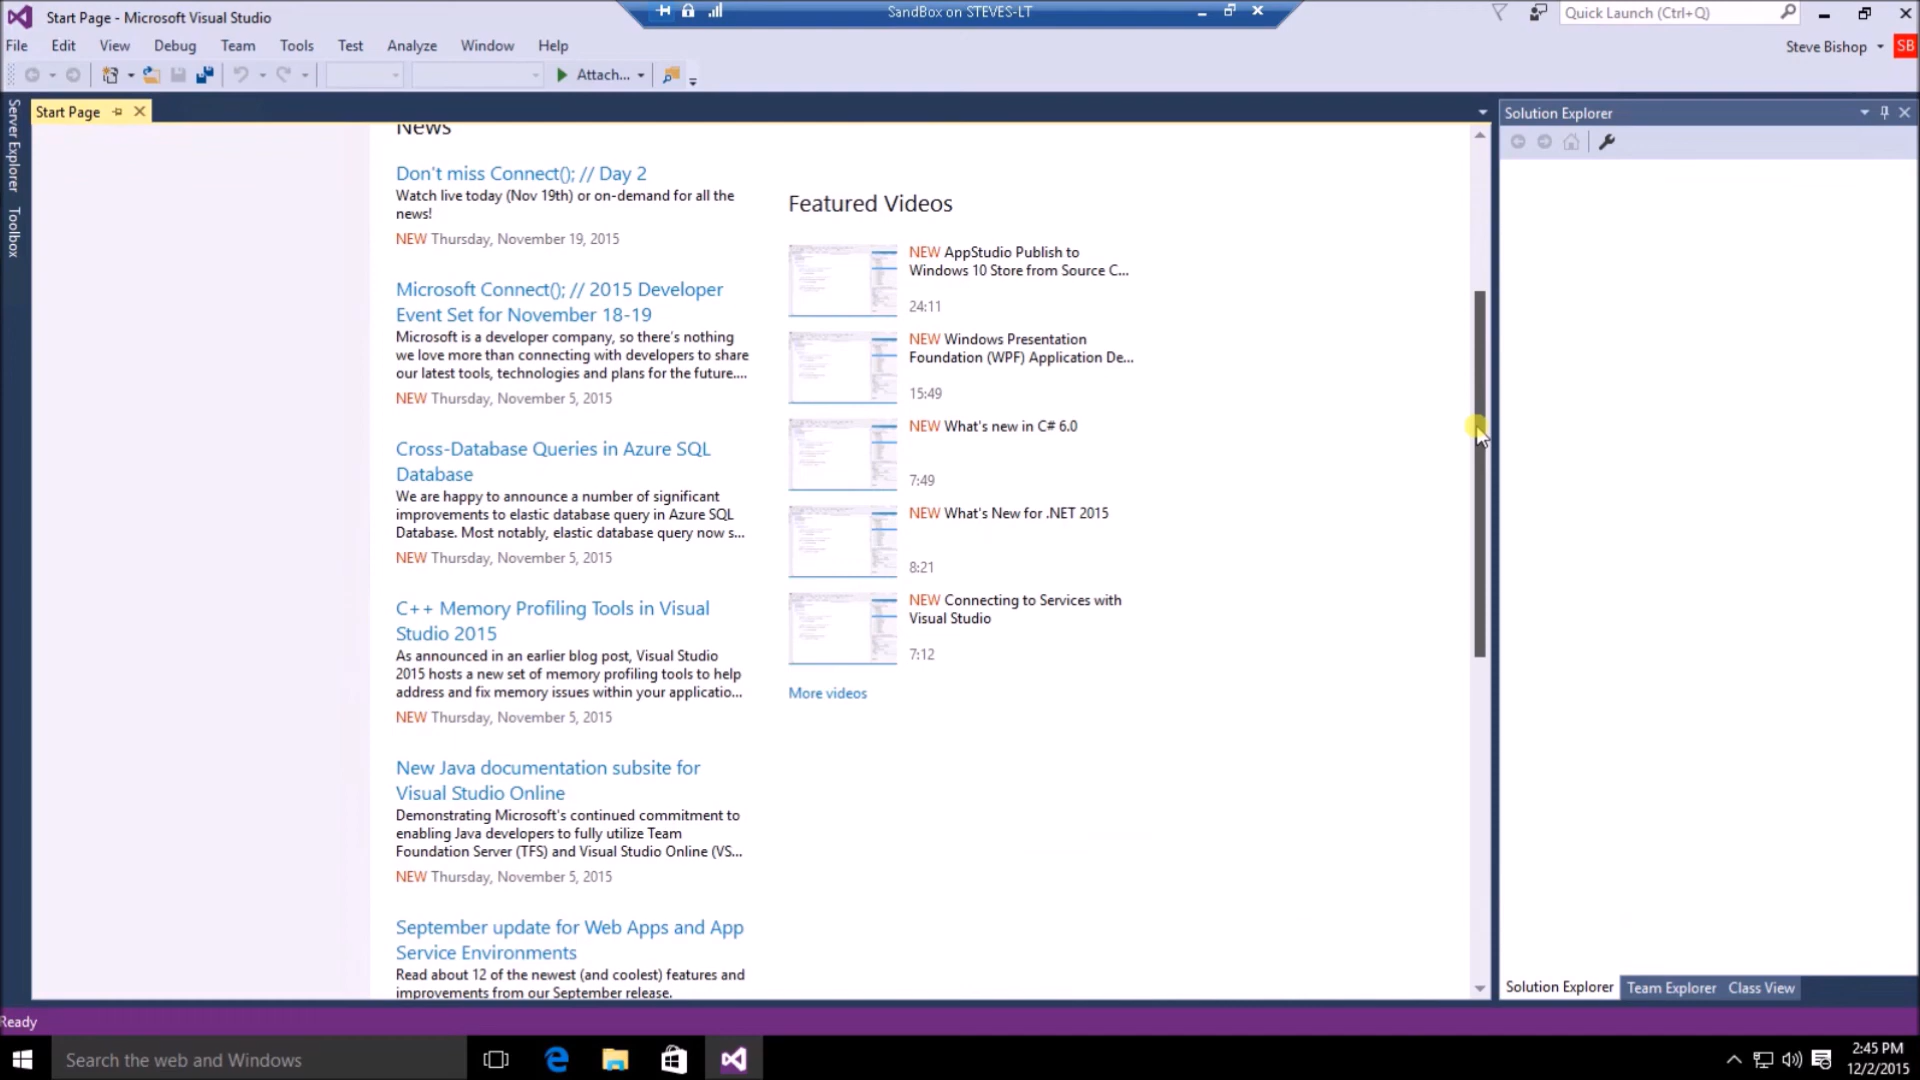 Start Page - Microsoft Visual Studio
SandBox on STEVES-LT
Quick Launch (Ctrl+Q)
File Edit View Debug Team Tools Test Analyze Window Help
Steve Bishop SB
Attach...
Server Explorer
Toolbox
Start Page
News
Don't miss Connect(); // Day 2
Watch live today (Nov 19th) or on-demand for all the
news!
NEW Thursday, November 19, 2015
Microsoft Connect(); // 2015 Developer
Event Set for November 18-19
Microsoft is a developer company, so there's nothing
we love more than connecting with developers to share
our latest tools, technologies and plans for the future....
NEW Thursday, November 5, 2015
Cross-Database Queries in Azure SQL
Database
We are happy to announce a number of significant
improvements to elastic database query in Azure SQL
Database. Most notably, elastic database query now s...
NEW Thursday, November 5, 2015
C++ Memory Profiling Tools in Visual
Studio 2015
As announced in an earlier blog post, Visual Studio
2015 hosts a new set of memory profiling tools to help
address and fix memory issues within your applicatio...
NEW Thursday, November 5, 2015
New Java documentation subsite for
Visual Studio Online
Demonstrating Microsoft's continued commitment to
enabling Java developers to fully utilize Team
Foundation Server (TFS) and Visual Studio Online (VS...
NEW Thursday, November 5, 2015
September update for Web Apps and App
Service Environments
Read about 12 of the newest (and coolest) features and
improvements from our September release.
Featured Videos
NEW AppStudio Publish to
Windows 10 Store from Source C...
24:11
NEW Windows Presentation
Foundation (WPF) Application De...
15:49
NEW What's new in C# 6.0
7:49
NEW What's New for .NET 2015
8:21
NEW Connecting to Services with
Visual Studio
7:12
More videos
Solution Explorer
Solution Explorer Team Explorer Class View
Ready
Search the web and Windows
2:45 PM
12/2/2015